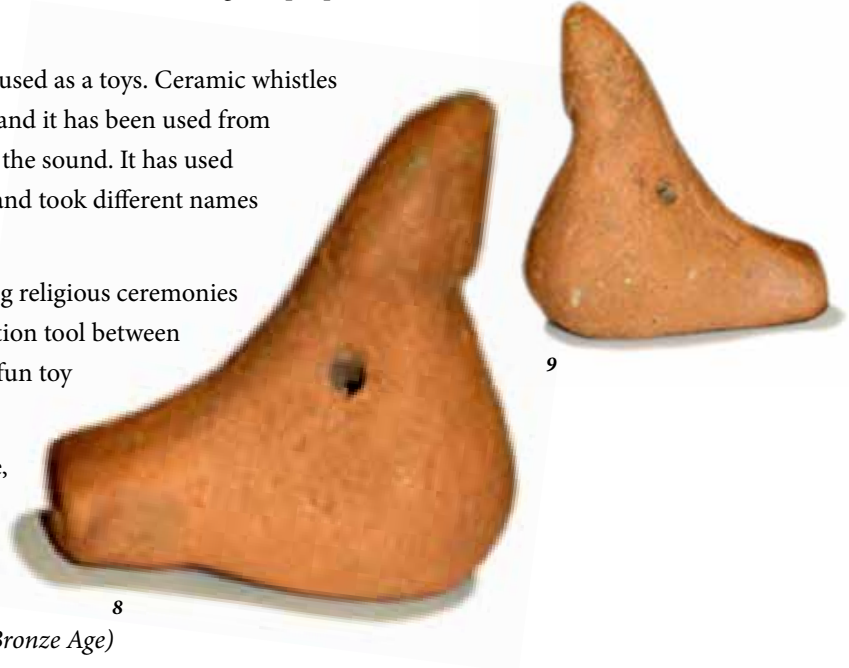 used as a toys. Ceramic whistles
and it has been used from
the sound. It has used
and took different names
g religious ceremonies
tion tool between
fun toy
9
8
Bronze Age)